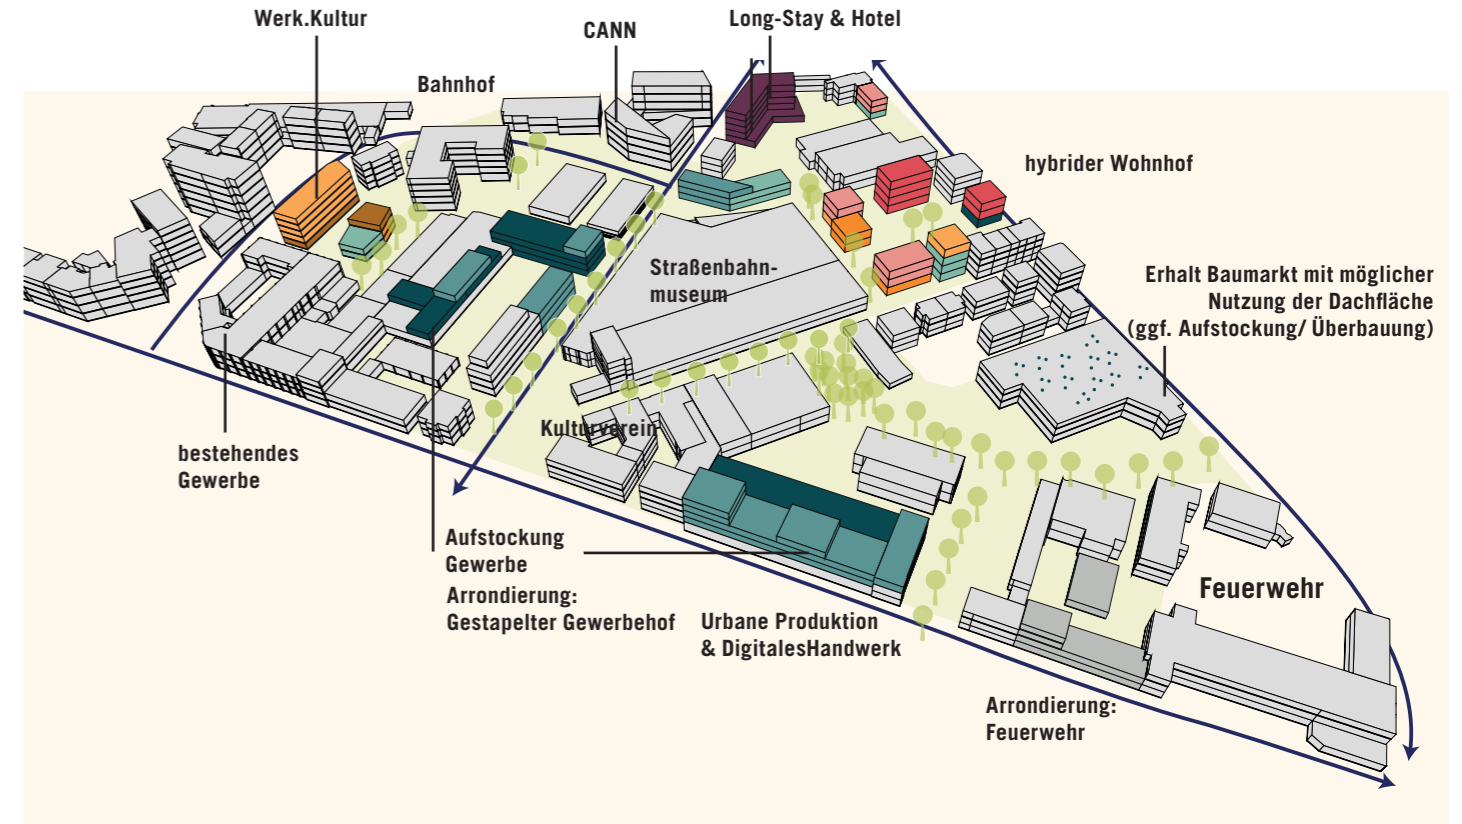 Werk.Kultur
CANN
Long-Stay & Hotel
Bahnhof
hybrider Wohnhof
Straßenbahn-
museum
Erhalt Baumarkt mit möglicher
Nutzung der Dachfläche
(ggf. Aufstockung/ Überbauung)
Kulturverein
bestehendes
Gewerbe
Aufstockung
Gewerbe
Arrondierung:
Gestapelter Gewerbehof
Urbane Produktion
& DigitalesHandwerk
Feuerwehr
Arrondierung:
Feuerwehr